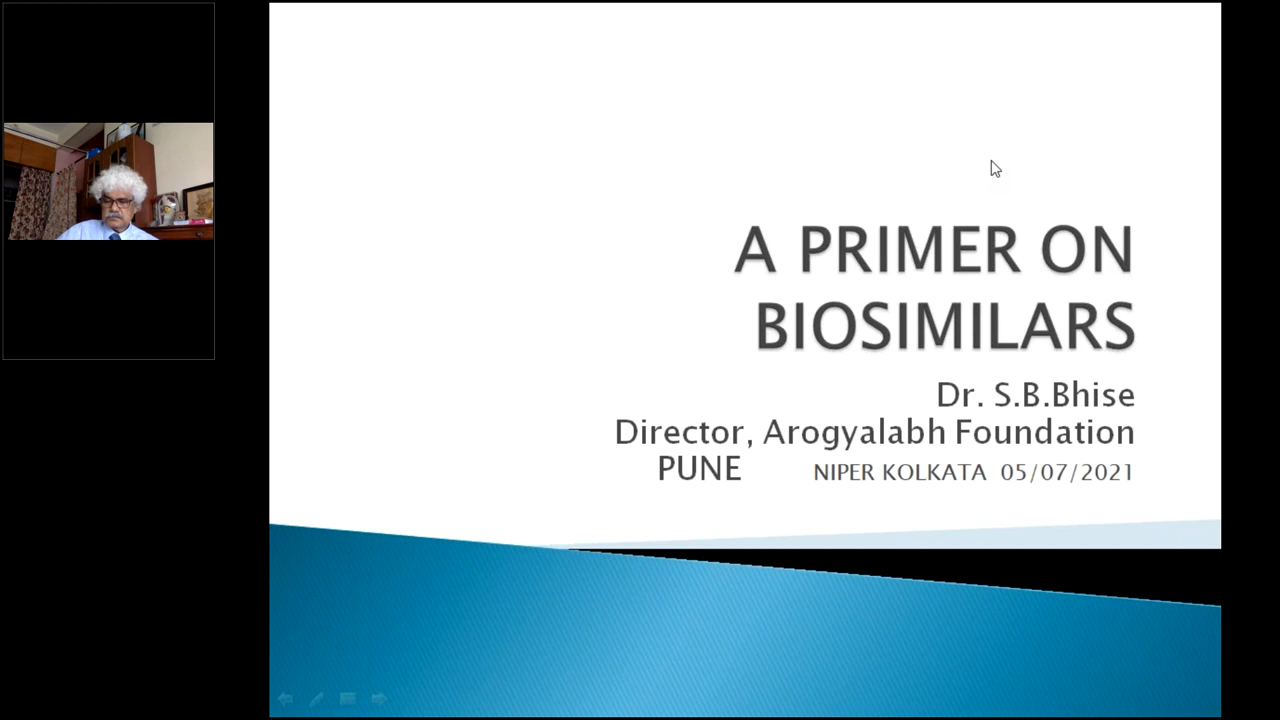 A PRIMER ON
BIOSIMILARS
Dr. S.B.Bhise
Director, Arogyalabh Foundation
PUNE NIPER KOLKATA 05/07/2021